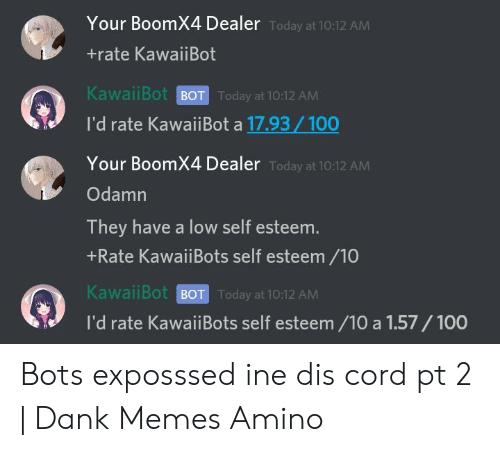 Your BoomX4 Dealer Today at 10:12 AM
+rate KawaiiBot
KawaiiBot BOT Today at 10:12 AM
I'd rate KawaiiBot a 17.93 / 100
Your BoomX4 Dealer Today at 10:12 AM
Odamn
They have a low self esteem.
+Rate KawaiiBots self esteem /10
KawaiiBot BOT Today at 10:12 AM
I'd rate KawaiiBots self esteem /10 a 1.57 / 100
Bots exposssed ine dis cord pt 2
| Dank Memes Amino